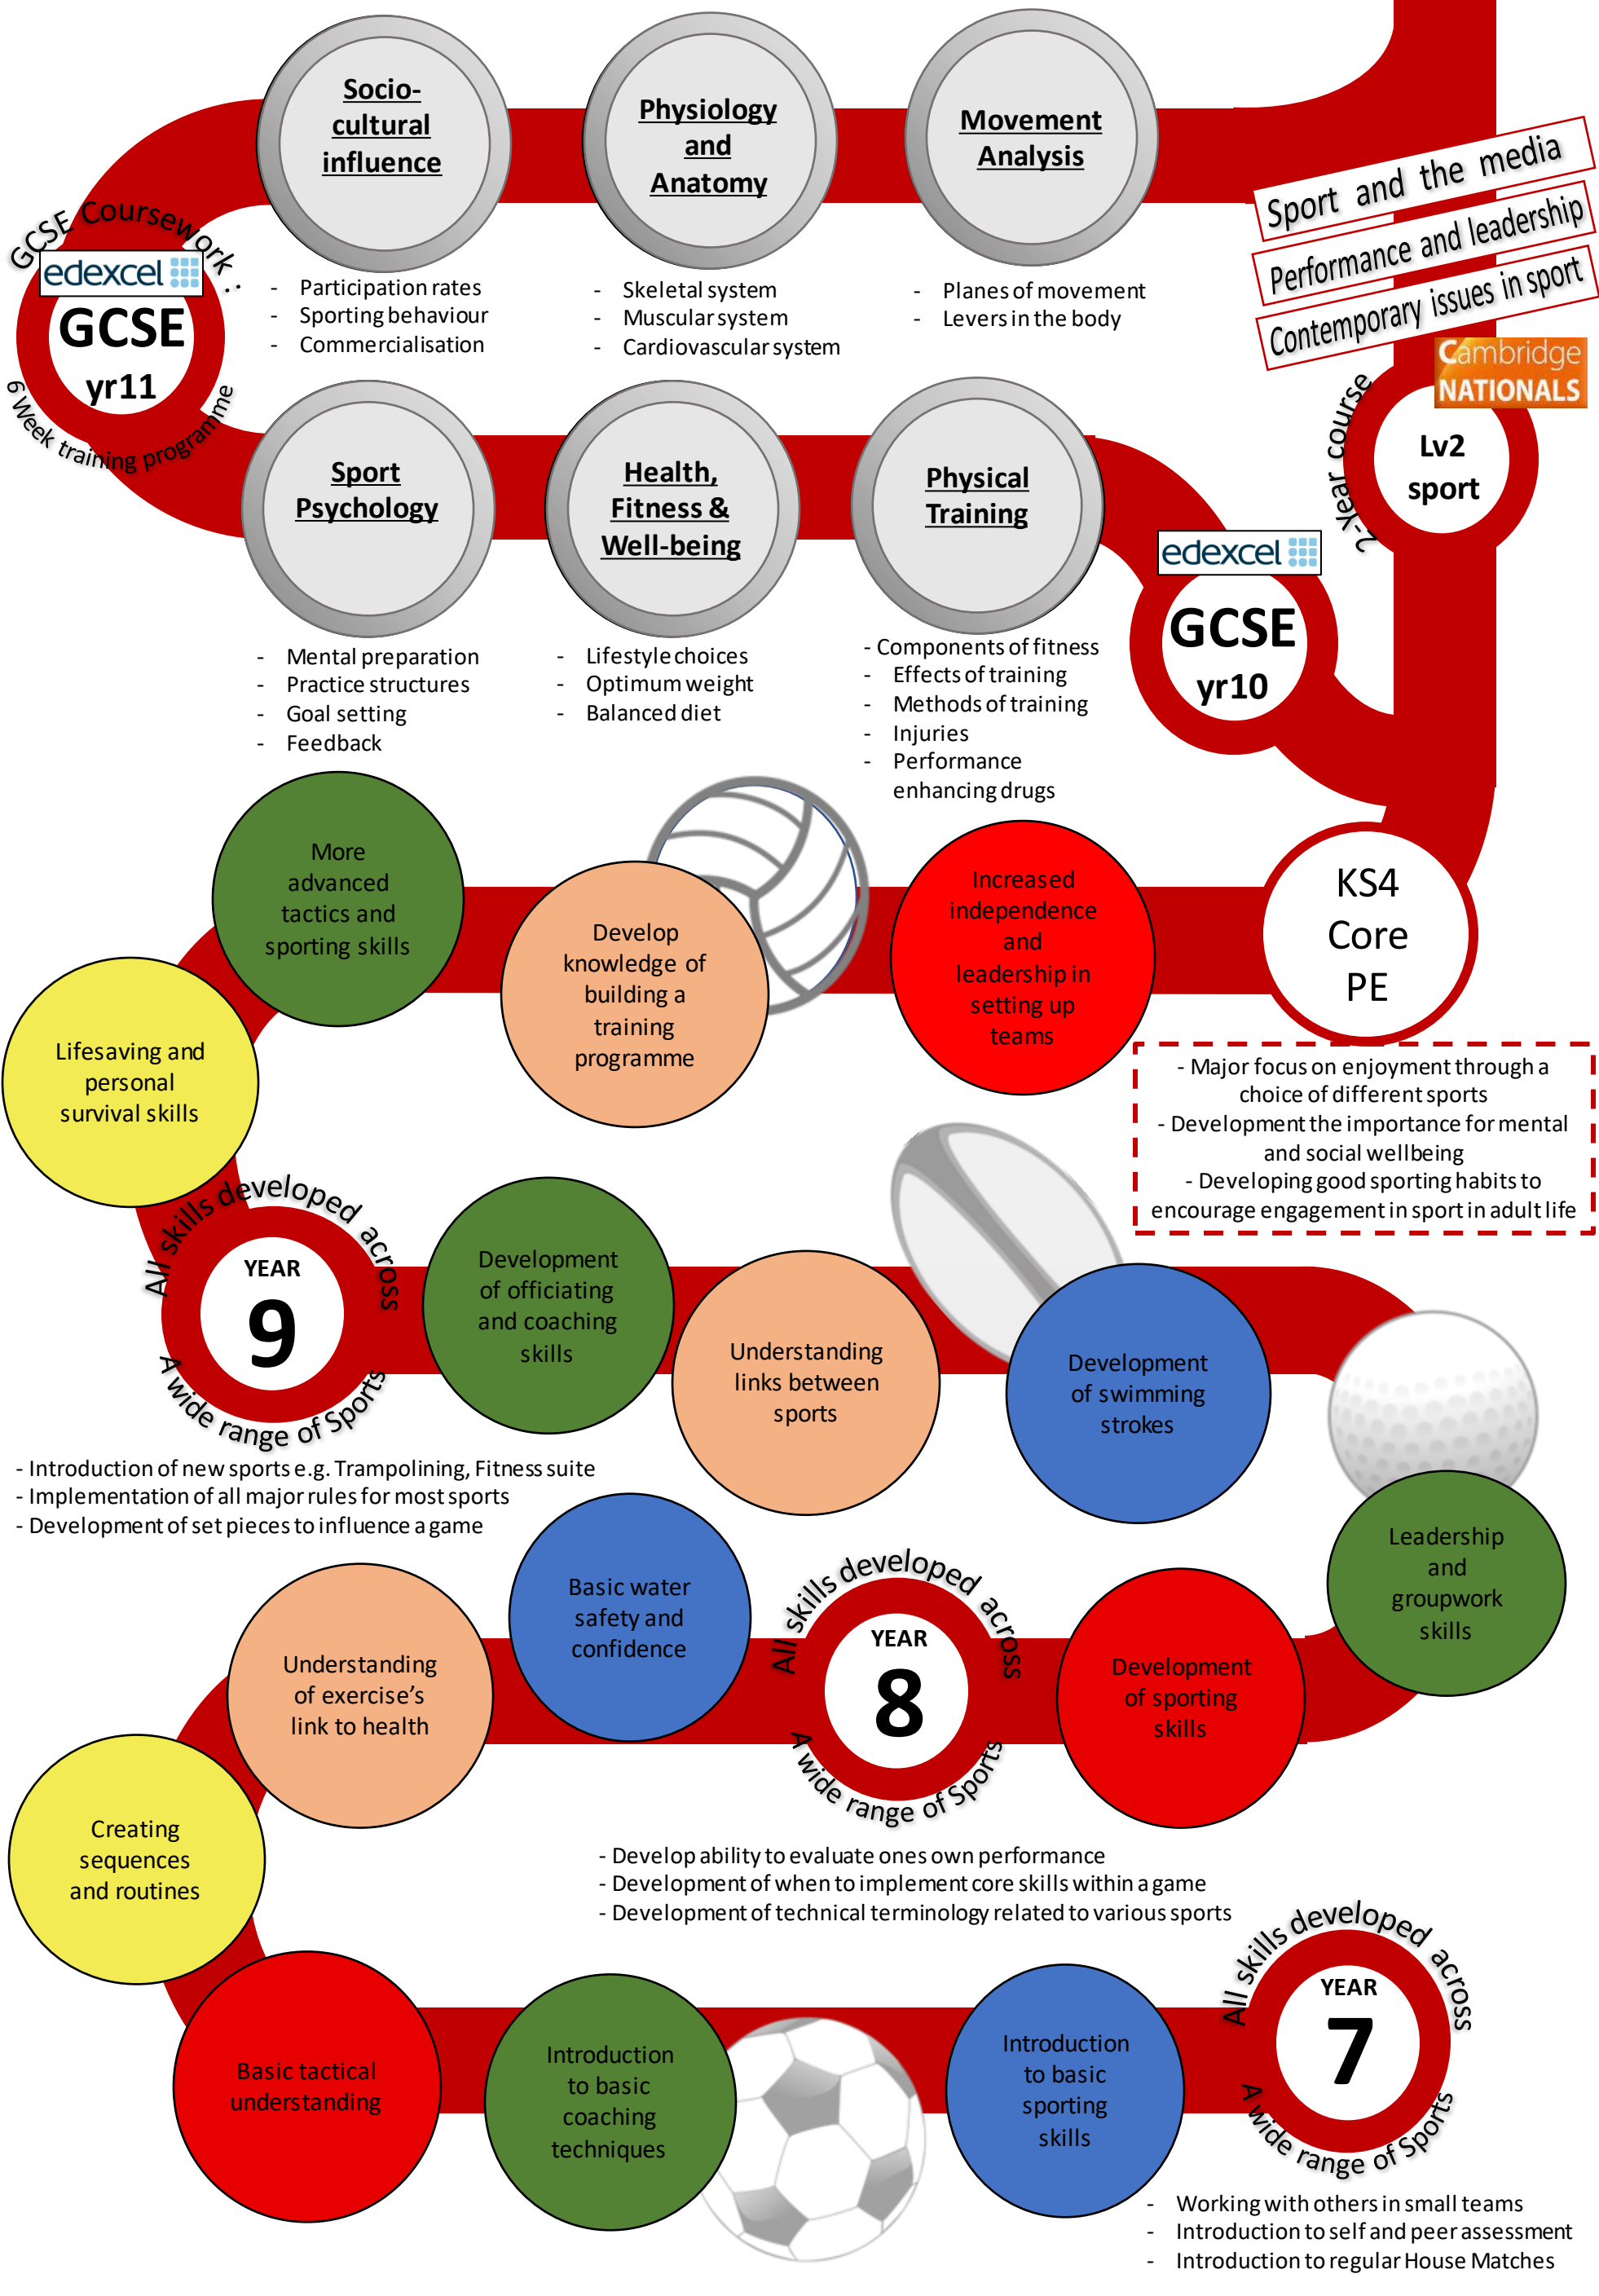 Socio-
cultural
influence
Physiology
and
Anatomy
Movement
Analysis
Sport and the media
Performance and leadership
Contemporary issues in sport
GCSE Coursework :
edexcel
GCSE
yr11
6 Week training programme
- Participation rates
- Sporting behaviour
- Commercialisation
- Skeletal system
- Muscular system
- Cardiovascular system
- Planes of movement
- Levers in the body
Cambridge
NATIONALS
2-Year course
Lv2
sport
Sport
Psychology
Health,
Fitness &
Well-being
Physical
Training
edexcel
GCSE
yr10
- Mental preparation
- Practice structures
- Goal setting
- Feedback
- Lifestyle choices
- Optimum weight
- Balanced diet
- Components of fitness
- Effects of training
- Methods of training
- Injuries
- Performance
enhancing drugs
More
advanced
tactics and
sporting skills
Develop
knowledge of
building a
training
programme
Increased
independence
and
leadership in
setting up
teams
KS4
Core
PE
Lifesaving and
personal
survival skills
- Major focus on enjoyment through a
choice of different sports
- Development the importance for mental
and social wellbeing
- Developing good sporting habits to
encourage engagement in sport in adult life
All skills developed across
YEAR
9
A wide range of Sports
Development
of officiating
and coaching
skills
Understanding
links between
sports
Development
of swimming
strokes
- Introduction of new sports e.g. Trampolining, Fitness suite
- Implementation of all major rules for most sports
- Development of set pieces to influence a game
Leadership
and
groupwork
skills
Understanding
of exercise's
link to health
Basic water
safety and
confidence
All skills developed across
YEAR
8
A wide range of Sports
Development
of sporting
skills
Creating
sequences
and routines
- Develop ability to evaluate ones own performance
- Development of when to implement core skills within a game
- Development of technical terminology related to various sports
Basic tactical
understanding
Introduction
to basic
coaching
techniques
Introduction
to basic
sporting
skills
All skills developed across
YEAR
7
A wide range of Sports
- Working with others in small teams
- Introduction to self and peer assessment
- Introduction to regular House Matches